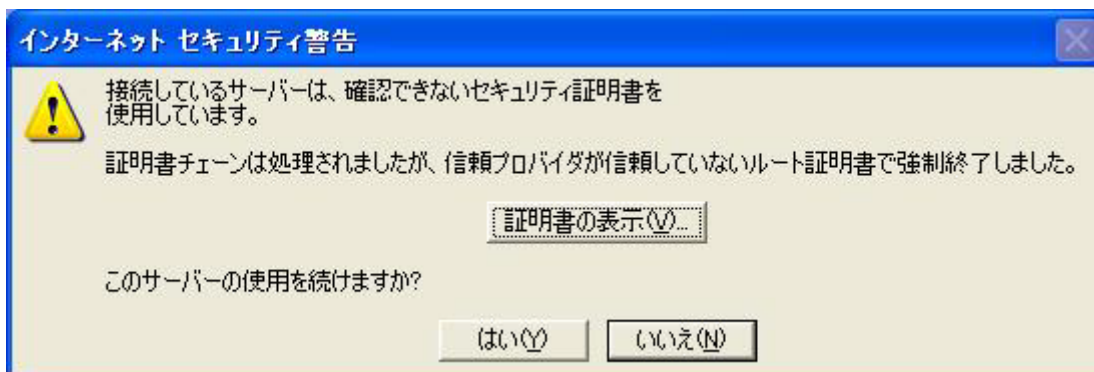 インターネット セキュリティ警告
接続しているサーバーは、確認できないセキュリティ証明書を
使用しています。
証明書チェーンは処理されましたが、信頼プロバイダが信頼していないルート証明書で強制終了しました。
証明書の表示(V)...
このサーバーの使用を続けますか?
はい(Y)
いいえ(N)